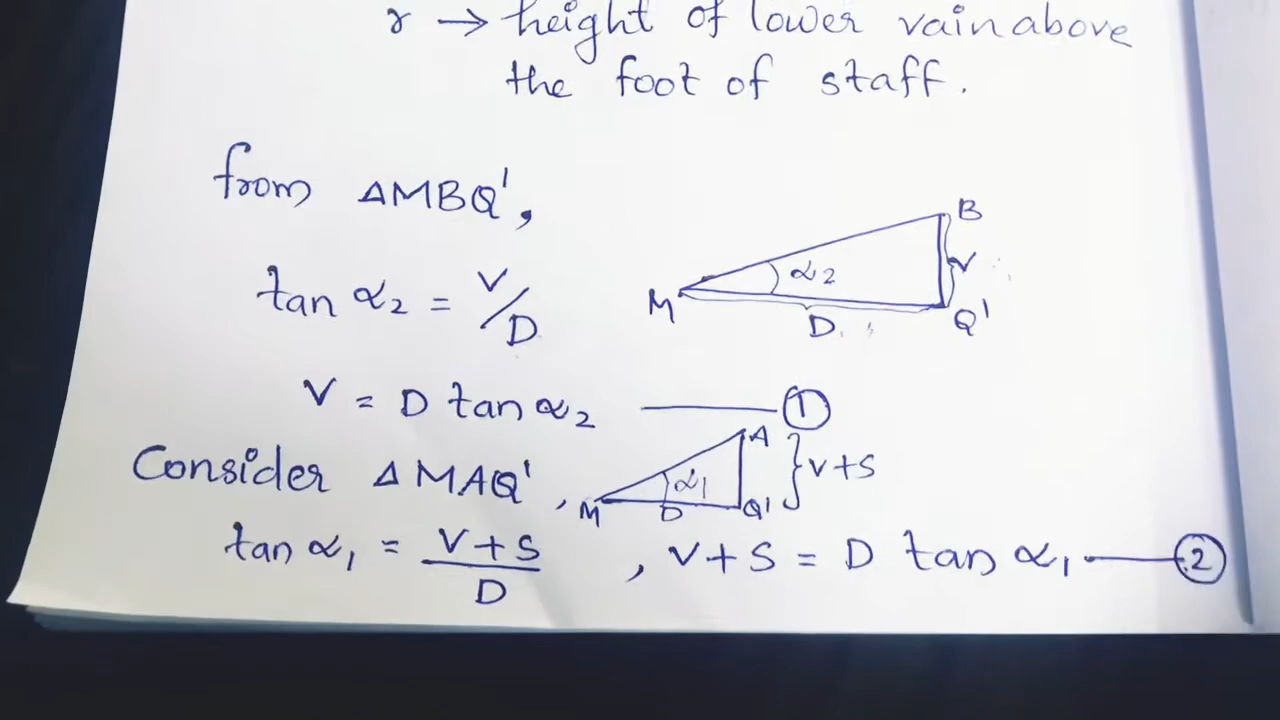 r → height of lower vain above
the foot of staff.
from ΔMBQ',
tan α2 = V/D
B
α2
V
M
D
Q'
V = D tan α2 ——— ①
Consider ΔMAQ',
A
α1
V+S
M
D
Q'
tan α1 = V+S/D , V+S = D tan α1 ——— ②